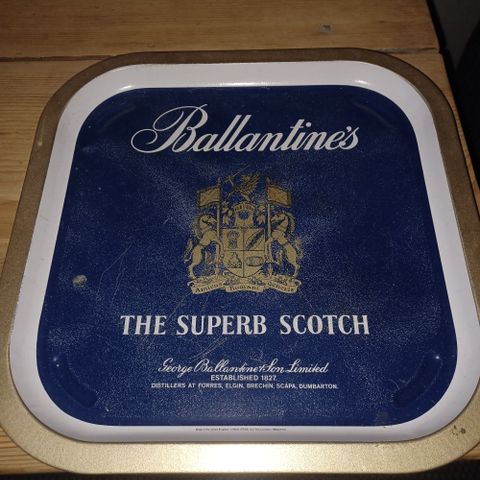 Ballantine's
THE SUPERB SCOTCH
George Ballantine & Son Limited
ESTABLISHED 1827.
DISTILLERS AT FORRES, ELGIN, BRECHIN, SCAPA, DUMBARTON.